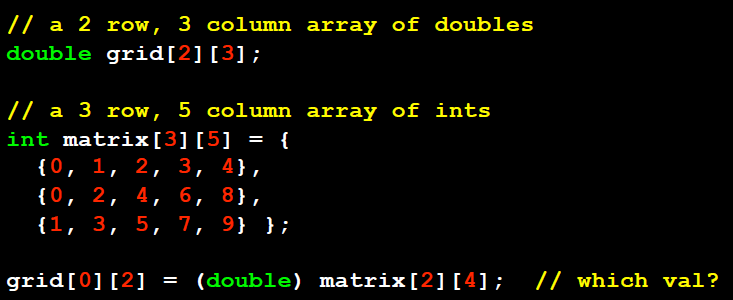 // a 2 row, 3 column array of doubles
double grid[2][3];
// a 3 row, 5 column array of ints
int matrix[3][5] = {
{0, 1, 2, 3, 4},
{0, 2, 4, 6, 8},
{1, 3, 5, 7, 9} };
grid[0][2] = (double) matrix[2][4];  // which val?